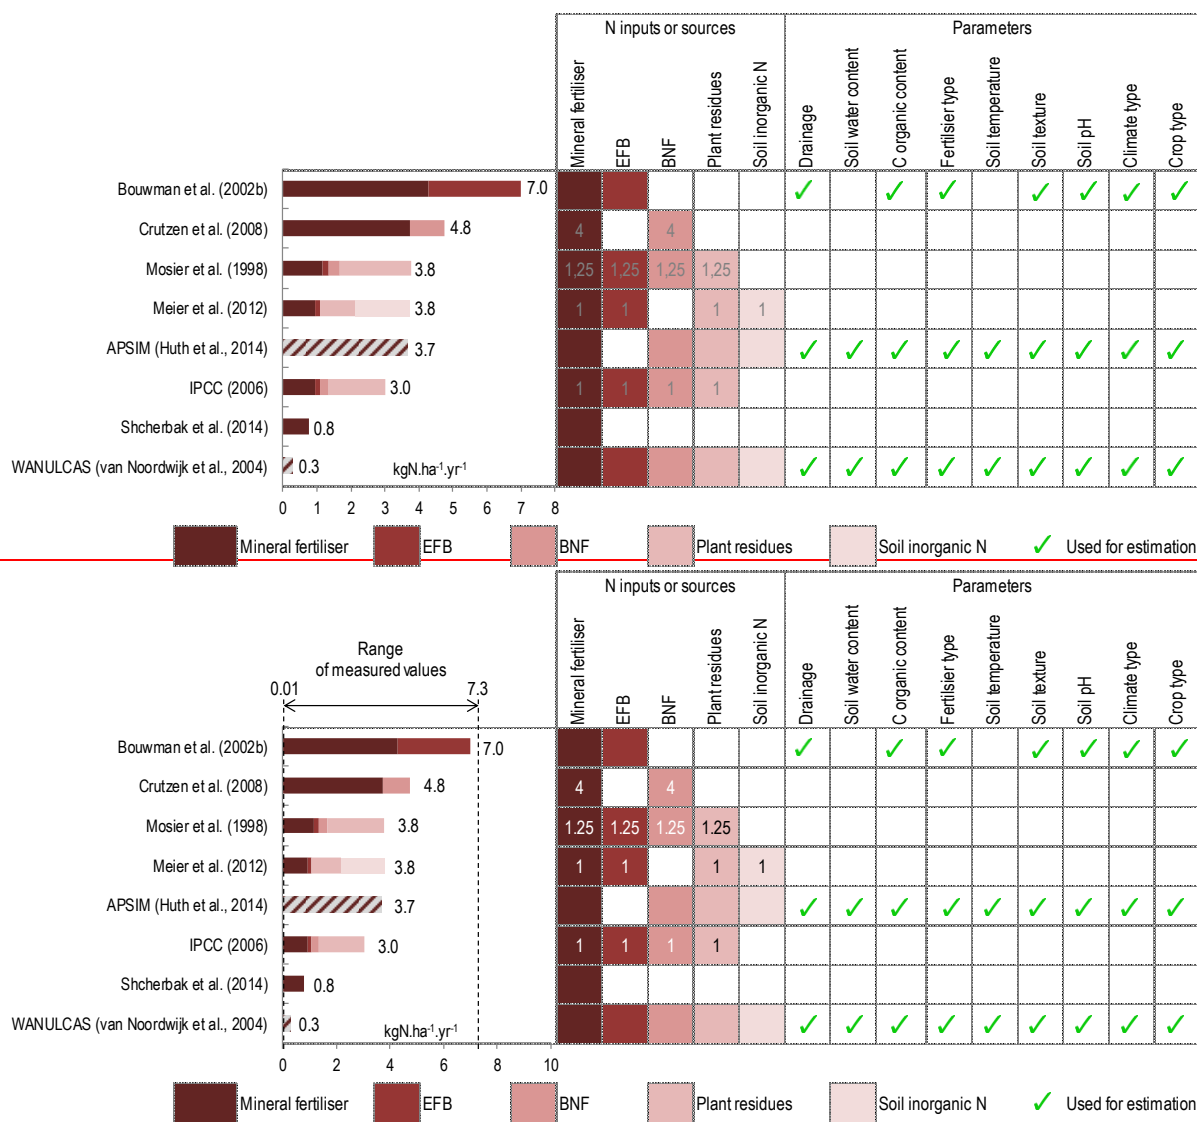 N inputs or sources
Parameters
Mineral fertiliser
EFB
BNF
Plant residues
Soil inorganic N
Drainage
Soil water content
C organic content
Fertilsier type
Soil temperature
Soil texture
Soil pH
Climate type
Crop type
Bouwman et al. (2002b)
7.0
Crutzen et al. (2008)
4.8
4
4
Mosier et al. (1998)
3.8
1,25
1,25
1,25
1,25
Meier et al. (2012)
3.8
1
1
1
1
APSIM (Huth et al., 2014)
3.7
IPCC (2006)
3.0
1
1
1
1
Shcherbak et al. (2014)
0.8
WANULCAS (van Noordwijk et al., 2004)
0.3
kgN.ha⁻¹.yr⁻¹
0 1 2 3 4 5 6 7 8
Mineral fertiliser
EFB
BNF
Plant residues
Soil inorganic N
✓ Used for estimation
N inputs or sources
Parameters
Mineral fertiliser
EFB
BNF
Plant residues
Soil inorganic N
Drainage
Soil water content
C organic content
Fertilsier type
Soil temperature
Soil texture
Soil pH
Climate type
Crop type
Range
of measured values
0.01
7.3
Bouwman et al. (2002b)
7.0
Crutzen et al. (2008)
4.8
4
4
Mosier et al. (1998)
3.8
1.25
1.25
1.25
1.25
Meier et al. (2012)
3.8
1
1
1
1
APSIM (Huth et al., 2014)
3.7
IPCC (2006)
3.0
1
1
1
1
Shcherbak et al. (2014)
0.8
WANULCAS (van Noordwijk et al., 2004)
0.3
kgN.ha⁻¹.yr⁻¹
0 2 4 6 8 10
Mineral fertiliser
EFB
BNF
Plant residues
Soil inorganic N
✓ Used for estimation